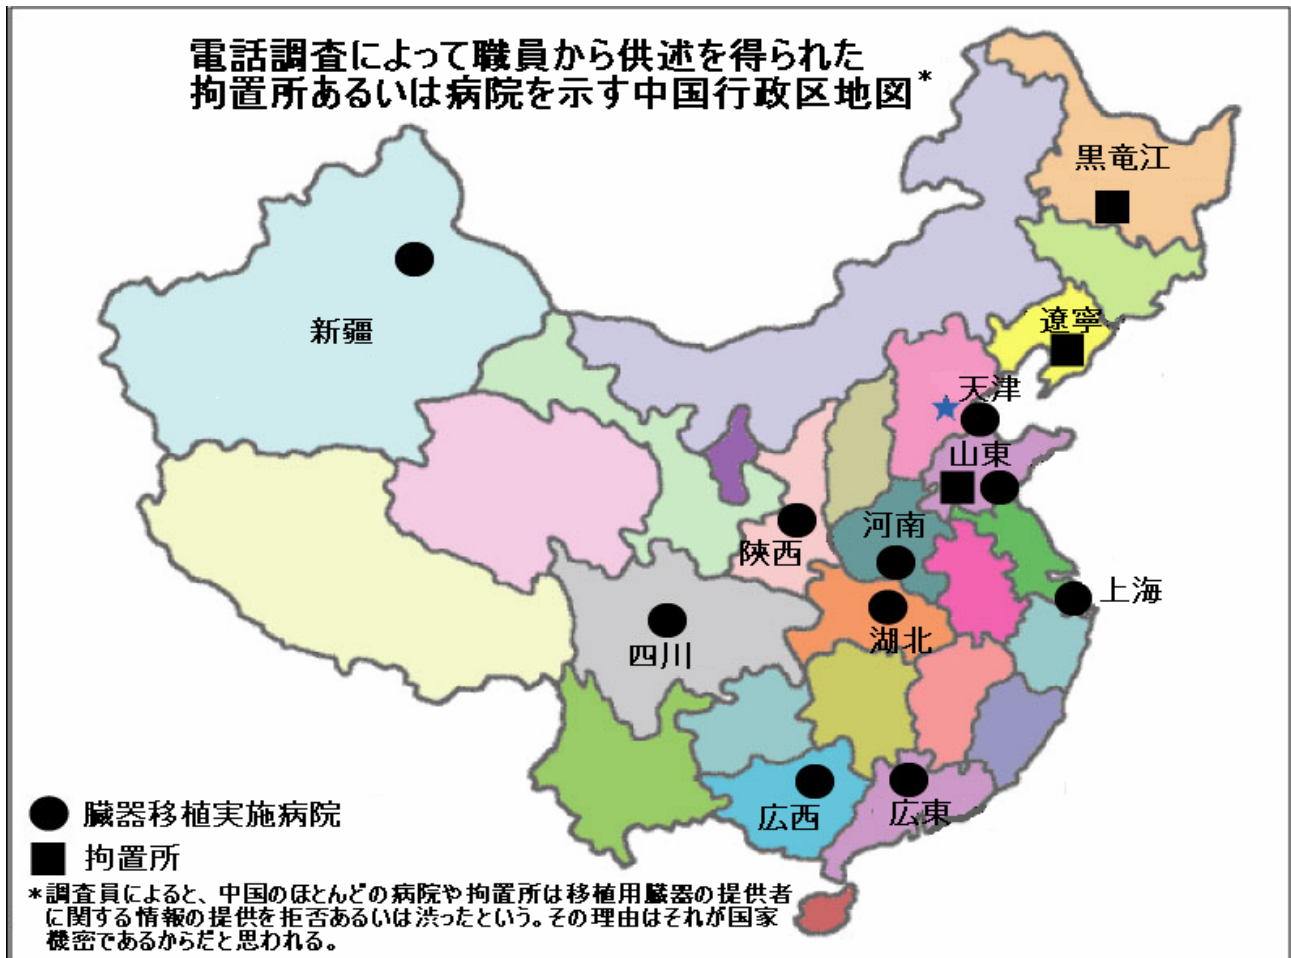 電話調査によって職員から供述を得られた
拘置所あるいは病院を示す中国行政区地図*
黒竜江
遼寧
新疆
天津
山東
河南
陝西
上海
湖北
四川
広西
広東
臓器移植実施病院
拘置所
*調査員によると、中国のほとんどの病院や拘置所は移植用臓器の提供者
に関する情報の提供を拒否あるいは渋ったという。その理由はそれが国家
機密であるからだと思われる。